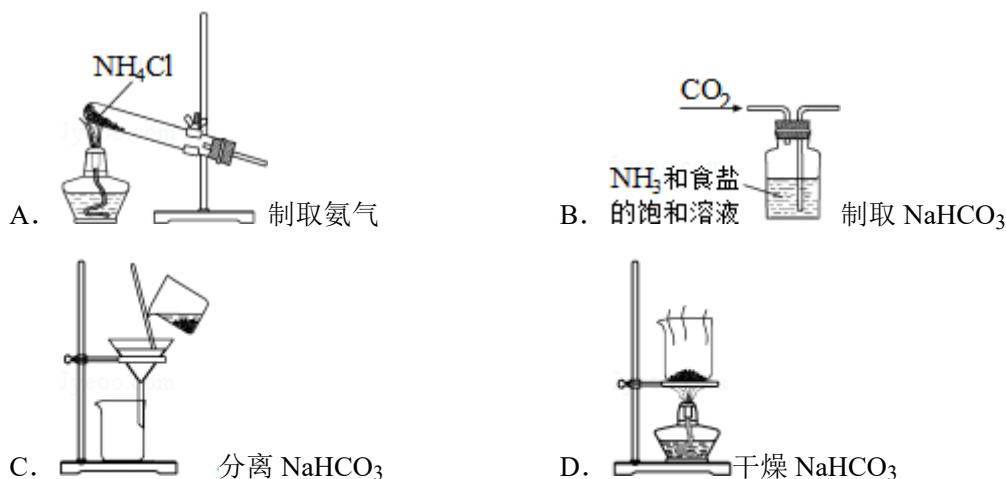 NH₄Cl
A. 制取氨气
CO₂
NH₃和食盐
的饱和溶液
B. 制取 NaHCO₃
C. 分离 NaHCO₃
D. 干燥 NaHCO₃